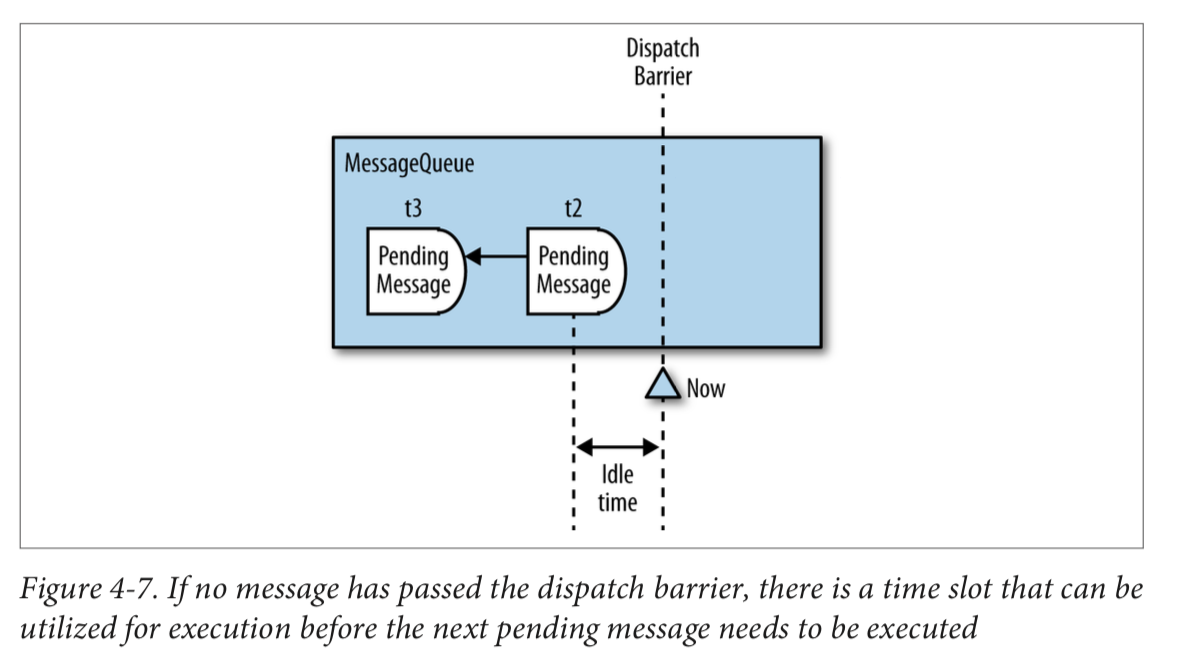 Dispatch
Barrier
MessageQueue
t3
t2
Pending
Message
Pending
Message
Now
Idle
time
Figure 4-7. If no message has passed the dispatch barrier, there is a time slot that can be
utilized for execution before the next pending message needs to be executed